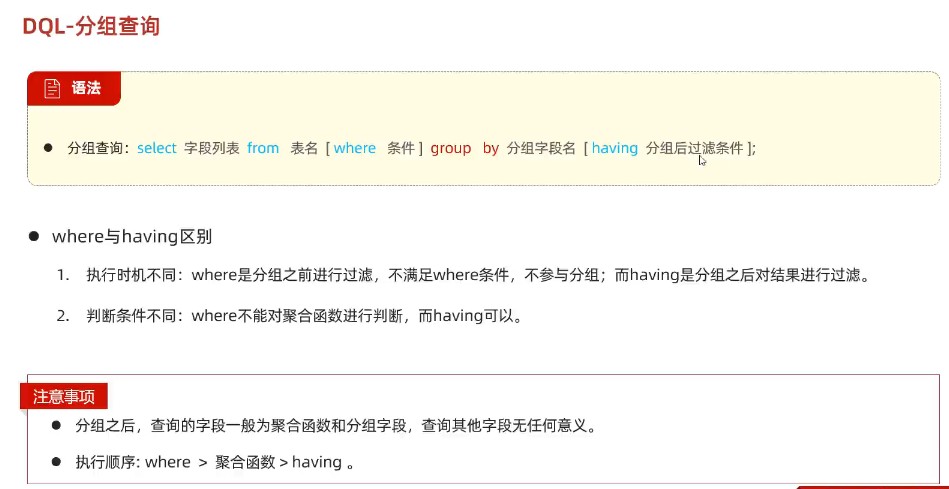 DQL-分组查询
语法
● 分组查询：select 字段列表 from 表名 [ where 条件 ] group by 分组字段名 [ having 分组后过滤条件 ];
● where与having区别
1. 执行时机不同：where是分组之前进行过滤，不满足where条件，不参与分组；而having是分组之后对结果进行过滤。
2. 判断条件不同：where不能对聚合函数进行判断，而having可以。
注意事项
● 分组之后，查询的字段一般为聚合函数和分组字段，查询其他字段无任何意义。
● 执行顺序: where > 聚合函数 > having 。